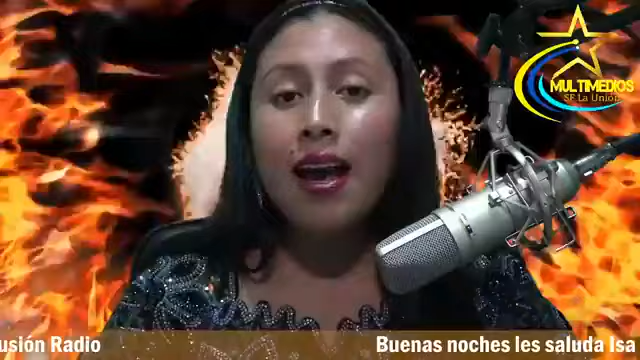 MULTIMEDIOS
SF La Unión
usión Radio Buenas noches les saluda Isa